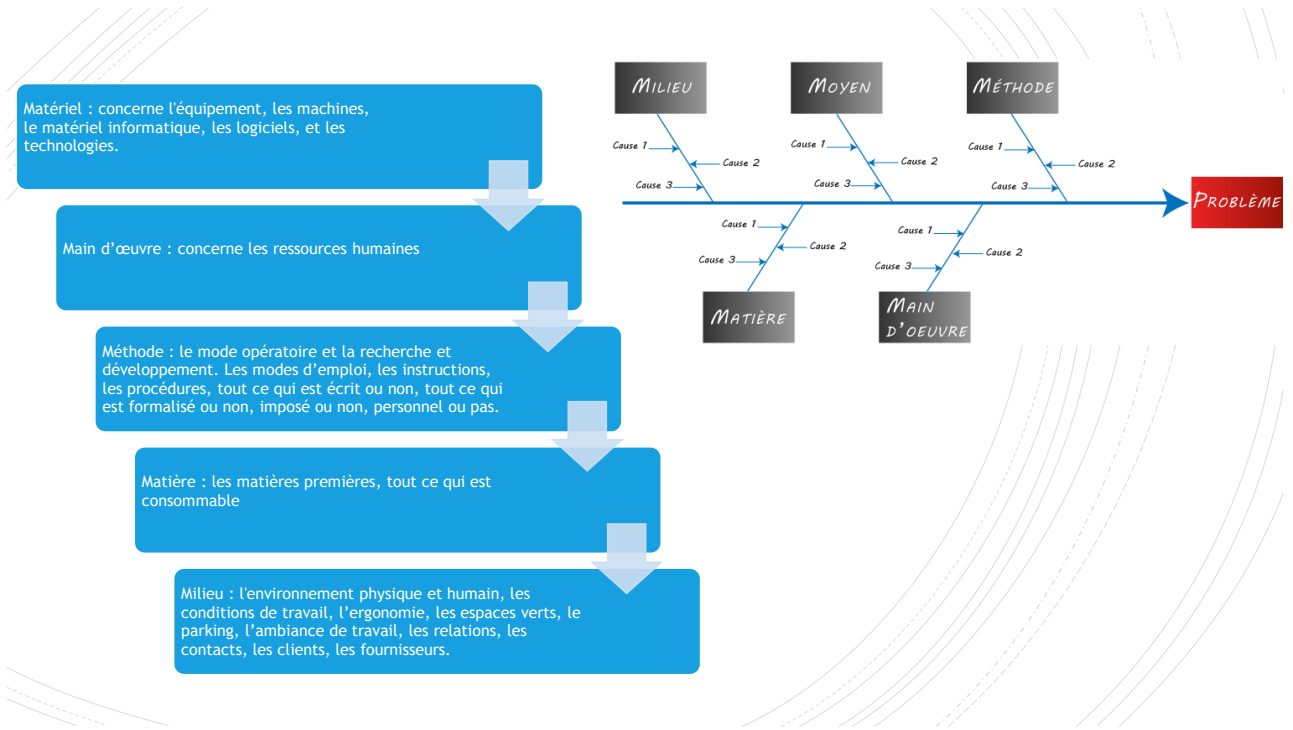 Matériel : concerne l'équipement, les machines,
le matériel informatique, les logiciels, et les
technologies.
Main d’œuvre : concerne les ressources humaines
Méthode : le mode opératoire et la recherche et
développement. Les modes d’emploi, les instructions,
les procédures, tout ce qui est écrit ou non, tout ce qui
est formalisé ou non, imposé ou non, personnel ou pas.
Matière : les matières premières, tout ce qui est
consommable
Milieu : l'environnement physique et humain, les
conditions de travail, l’ergonomie, les espaces verts, le
parking, l’ambiance de travail, les relations, les
contacts, les clients, les fournisseurs.
MILIEU
Cause 1
Cause 2
Cause 3
MOYEN
Cause 1
Cause 2
Cause 3
MÉTHODE
Cause 1
Cause 2
Cause 3
PROBLÈME
Cause 1
Cause 2
Cause 3
MATIÈRE
Cause 1
Cause 2
Cause 3
MAIN
D’OEUVRE